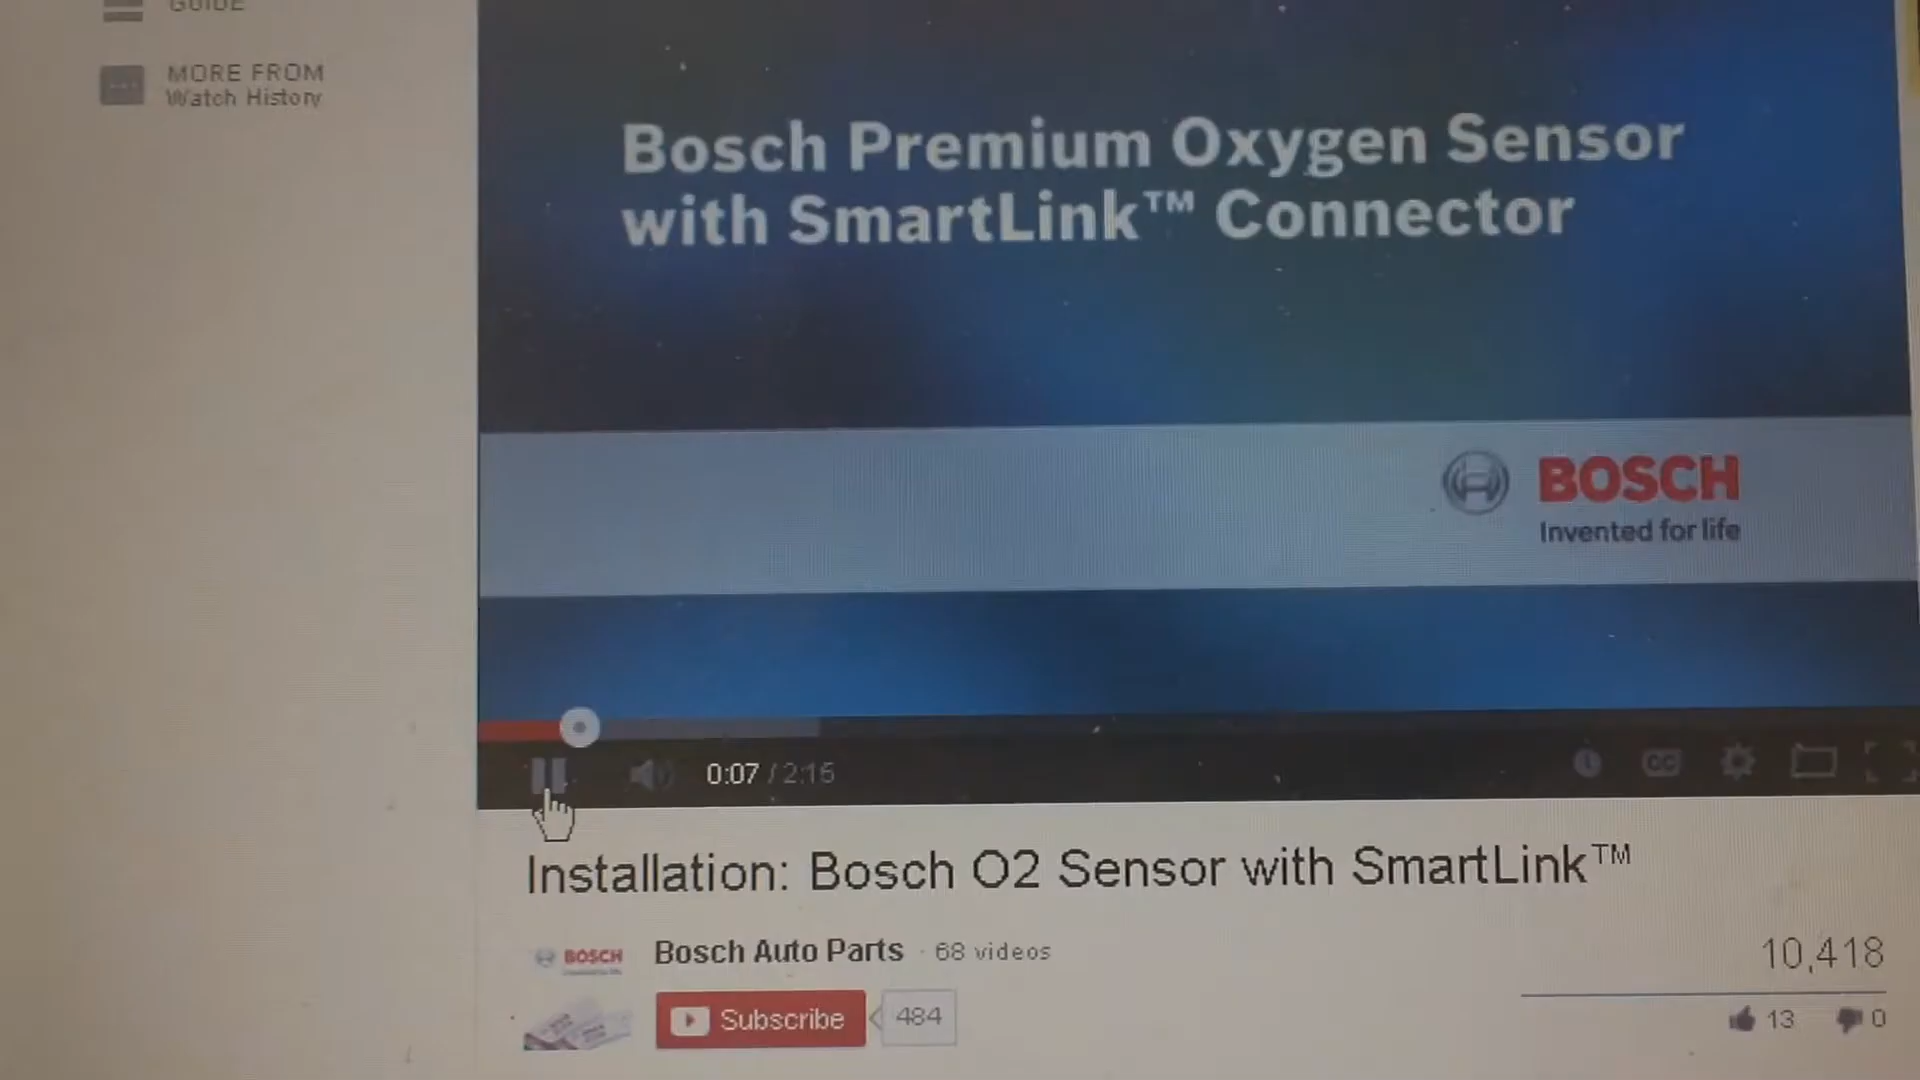 GUIDE
MORE FROM
Watch History
Bosch Premium Oxygen Sensor
with SmartLink™ Connector
BOSCH
Invented for life
0:07 / 2:15
CC
Installation: Bosch O2 Sensor with SmartLink™
BOSCH
Bosch Auto Parts · 68 videos
10,418
Subscribe 484
13 0